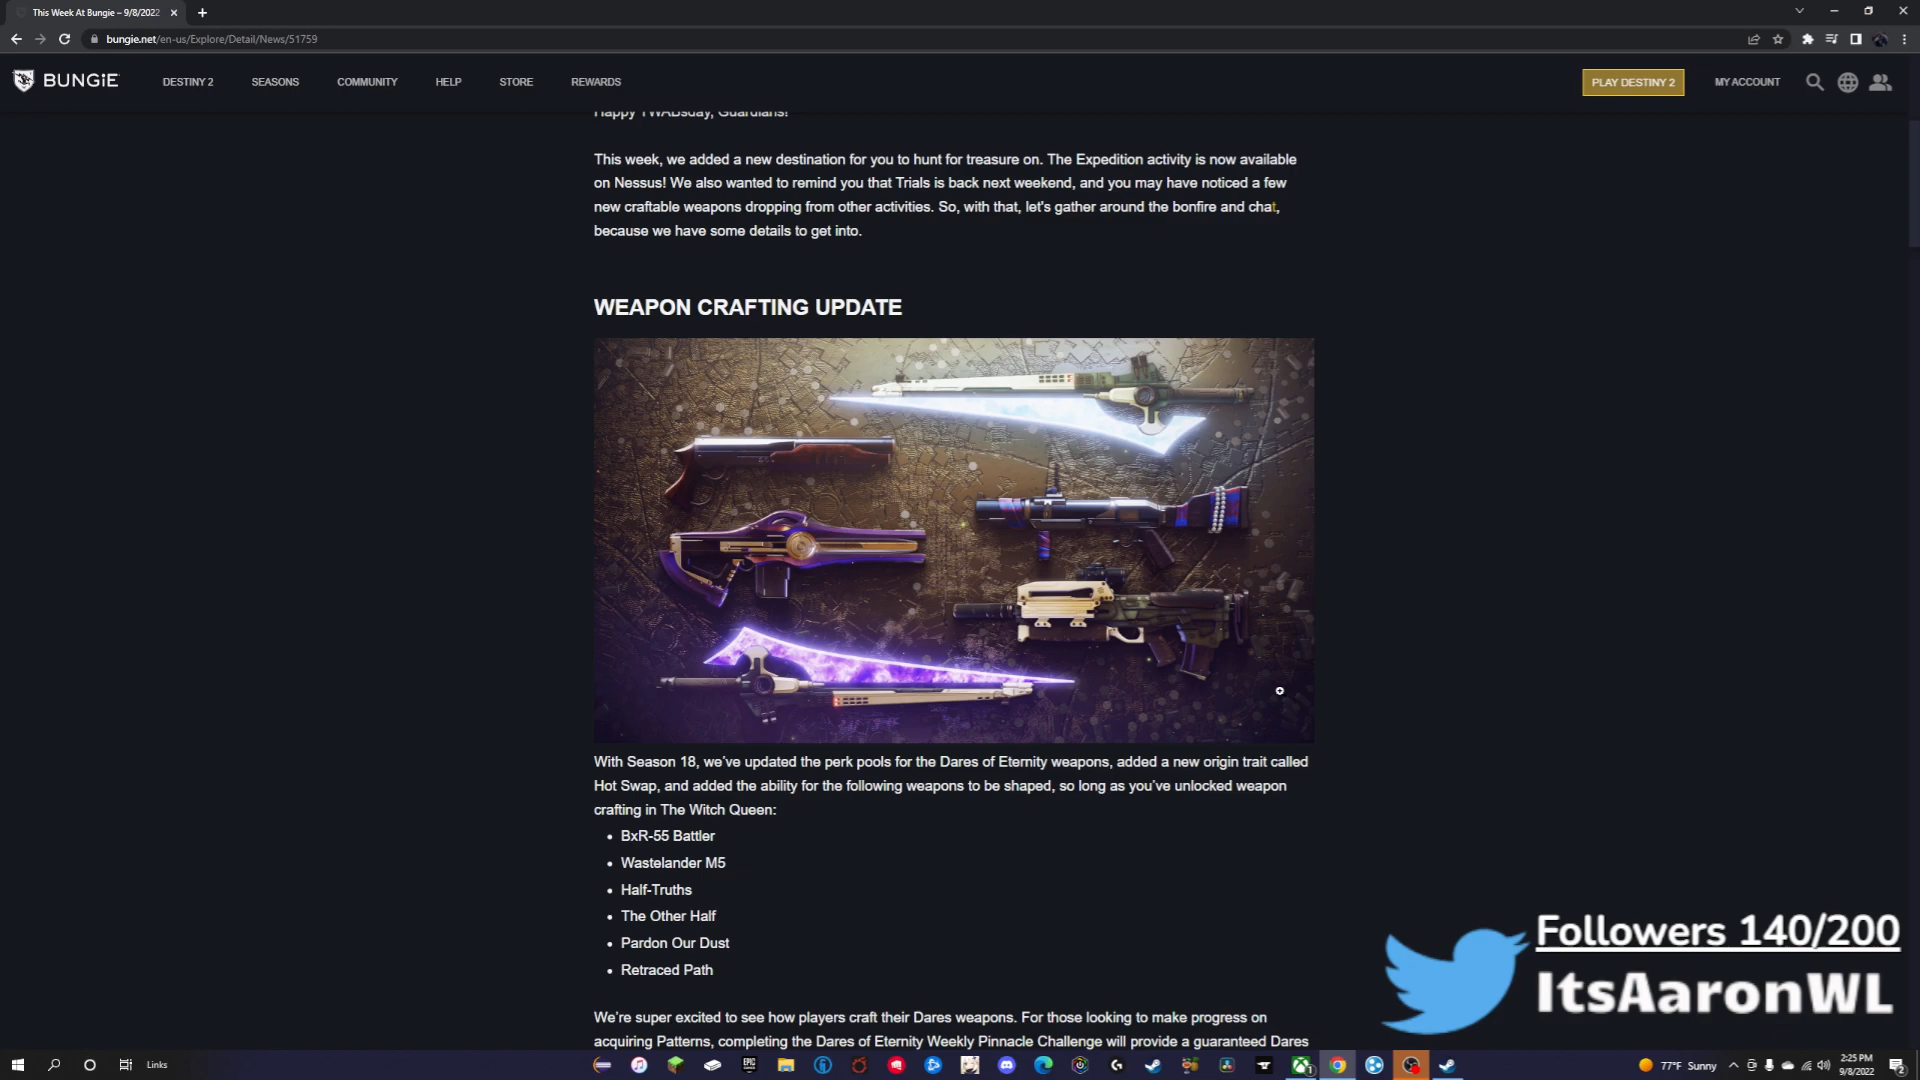 This Week At Bungie – 9/8/2022
bungie.net/en-us/Explore/Detail/News/51759
BUNGiE
DESTINY 2
SEASONS
COMMUNITY
HELP
STORE
REWARDS
PLAY DESTINY 2
MY ACCOUNT
Happy TWABsday, Guardians!
This week, we added a new destination for you to hunt for treasure on. The Expedition activity is now available
on Nessus! We also wanted to remind you that Trials is back next weekend, and you may have noticed a few
new craftable weapons dropping from other activities. So, with that, let's gather around the bonfire and chat,
because we have some details to get into.
WEAPON CRAFTING UPDATE
With Season 18, we've updated the perk pools for the Dares of Eternity weapons, added a new origin trait called
Hot Swap, and added the ability for the following weapons to be shaped, so long as you've unlocked weapon
crafting in The Witch Queen:
• BxR-55 Battler
• Wastelander M5
• Half-Truths
• The Other Half
• Pardon Our Dust
• Retraced Path
We're super excited to see how players craft their Dares weapons. For those looking to make progress on
acquiring Patterns, completing the Dares of Eternity Weekly Pinnacle Challenge will provide a guaranteed Dares
Followers 140/200
ItsAaronWL
Links
77°F Sunny
2:25 PM
9/8/2022